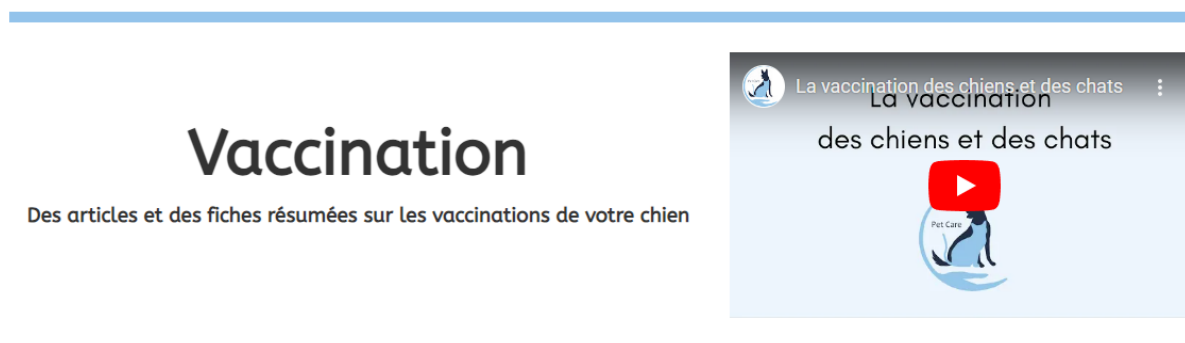 Vaccination
Des articles et des fiches résumées sur les vaccinations de votre chien
La vaccination des chiens et des chats
La vaccination
des chiens et des chats
Pet Care